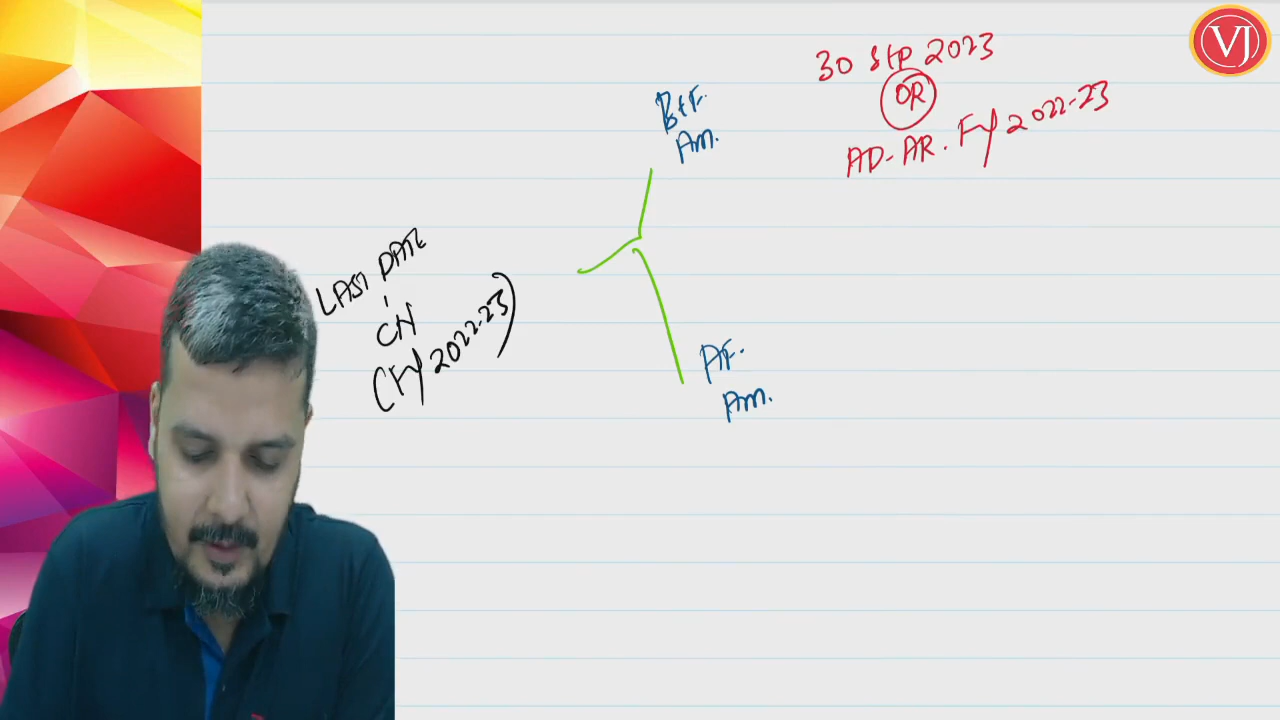 VJ
30 Sep 2023
OR
AD-AR. Fy 2022-23
Bef.
Am.
LAST DATE
CN
(Fy 2022-23)
AF.
Am.